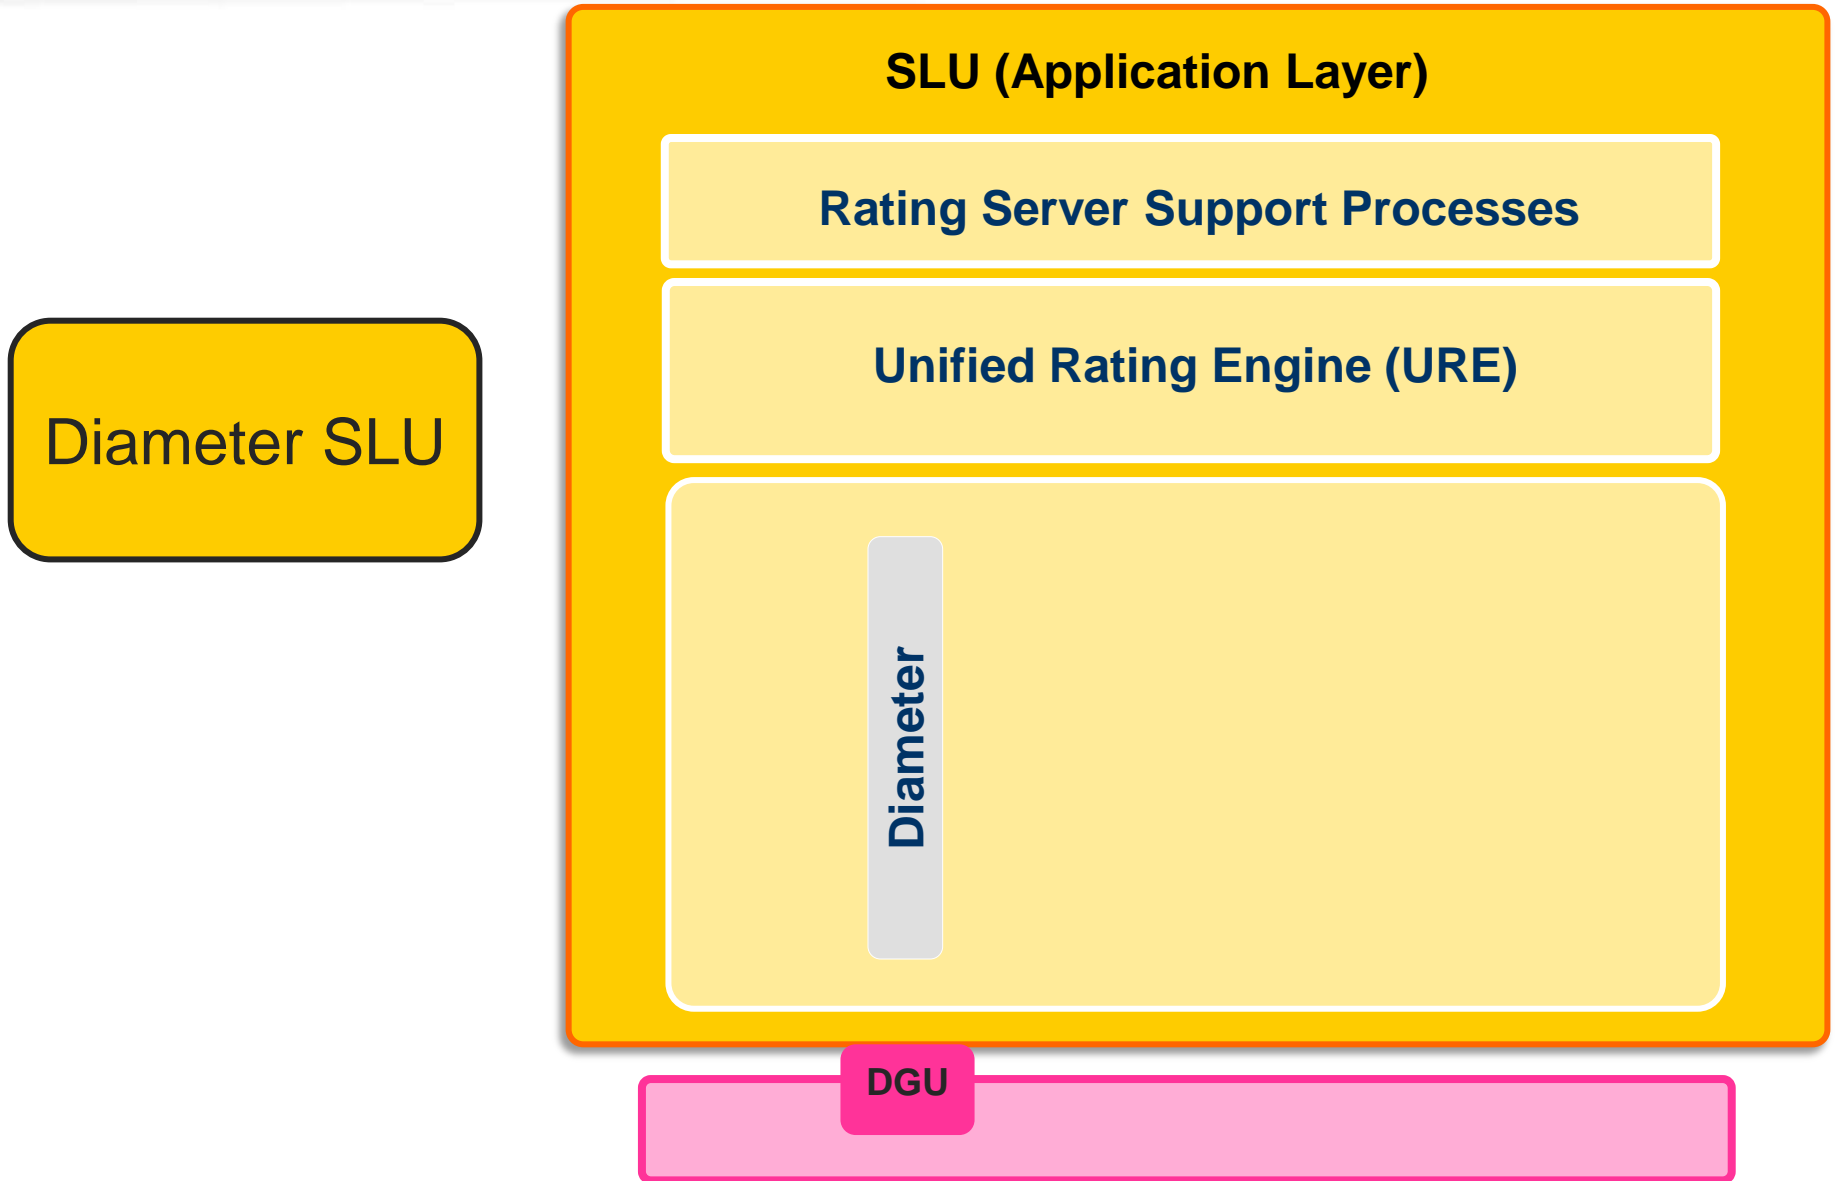 SLU (Application Layer)
Rating Server Support Processes
Unified Rating Engine (URE)
Diameter SLU
Diameter
DGU